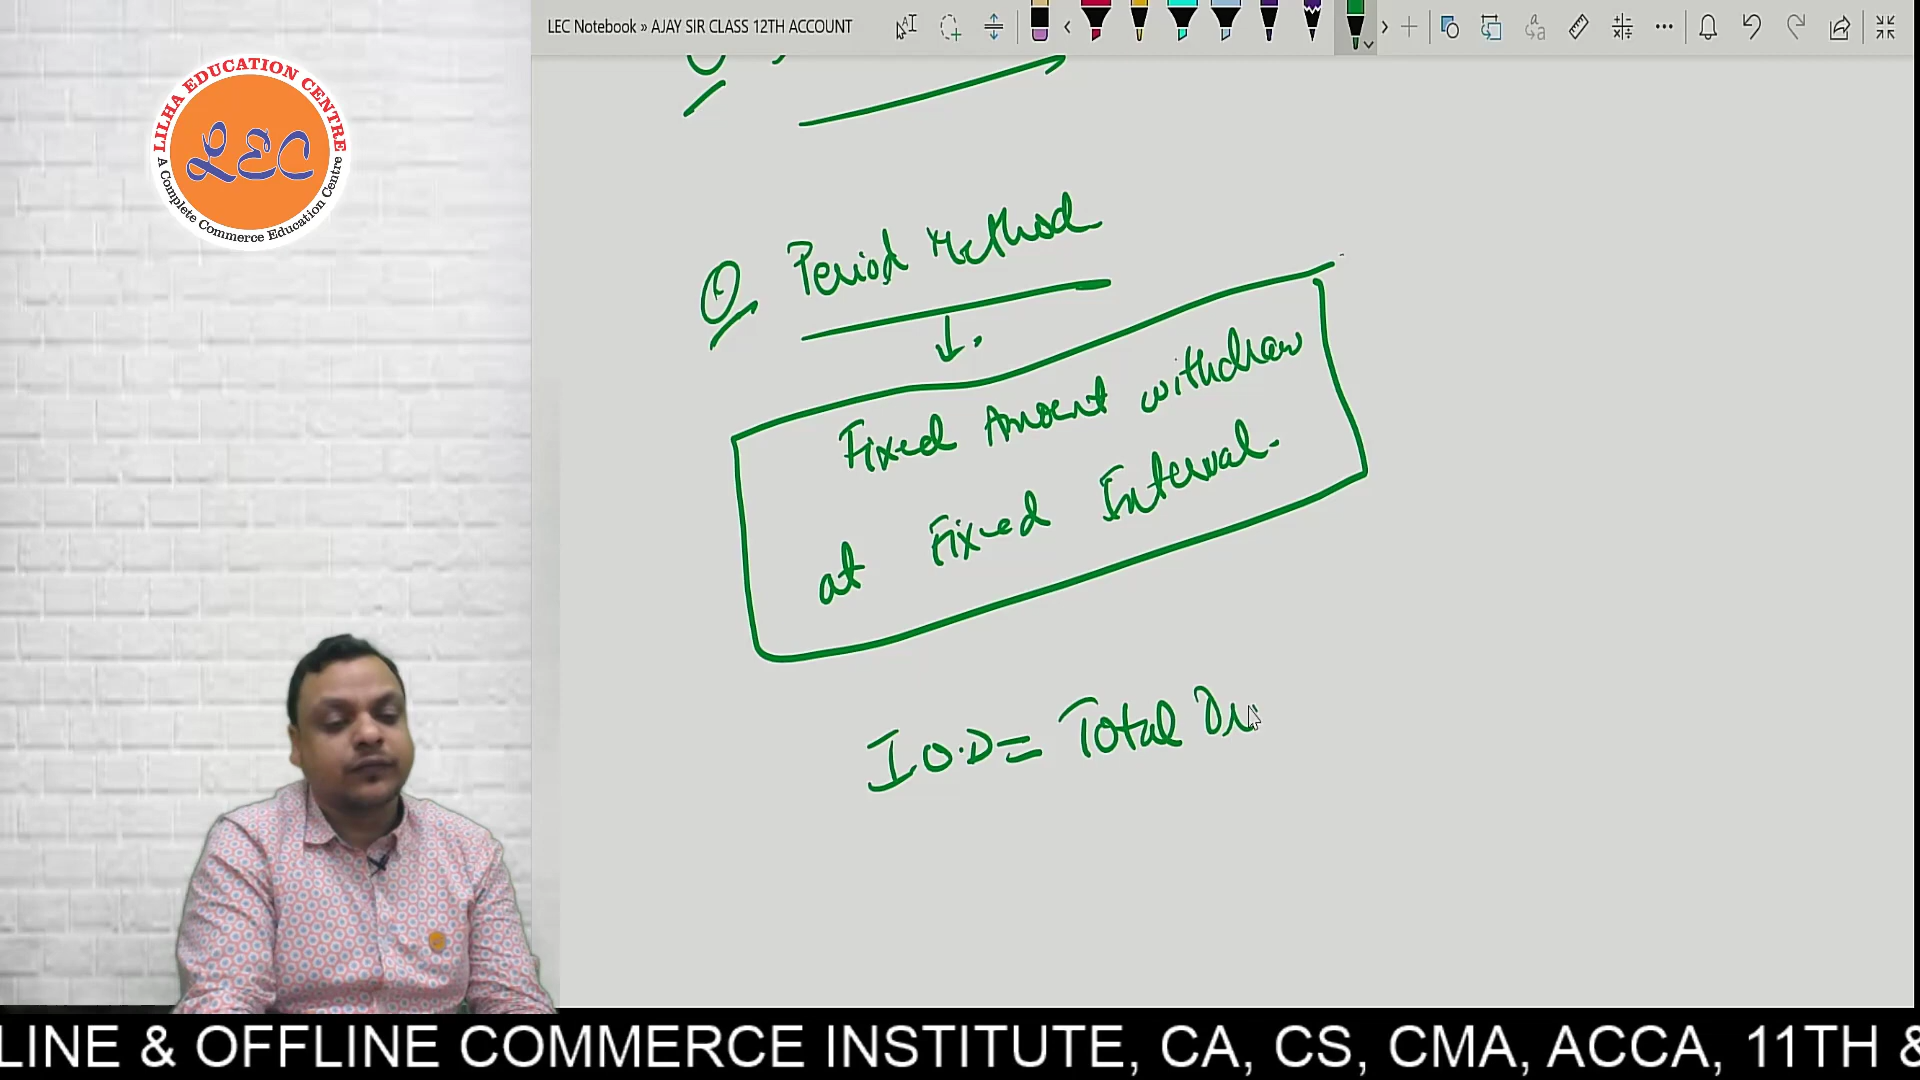 LEC Notebook » AJAY SIR CLASS 12TH ACCOUNT
LILHA EDUCATION CENTRE
LEC
A Complete Commerce Education Centre
Period Method
Fixed Amount withdraw
at Fixed Interval.
I O.D = Total Dr
LINE & OFFLINE COMMERCE INSTITUTE, CA, CS, CMA, ACCA, 11TH &